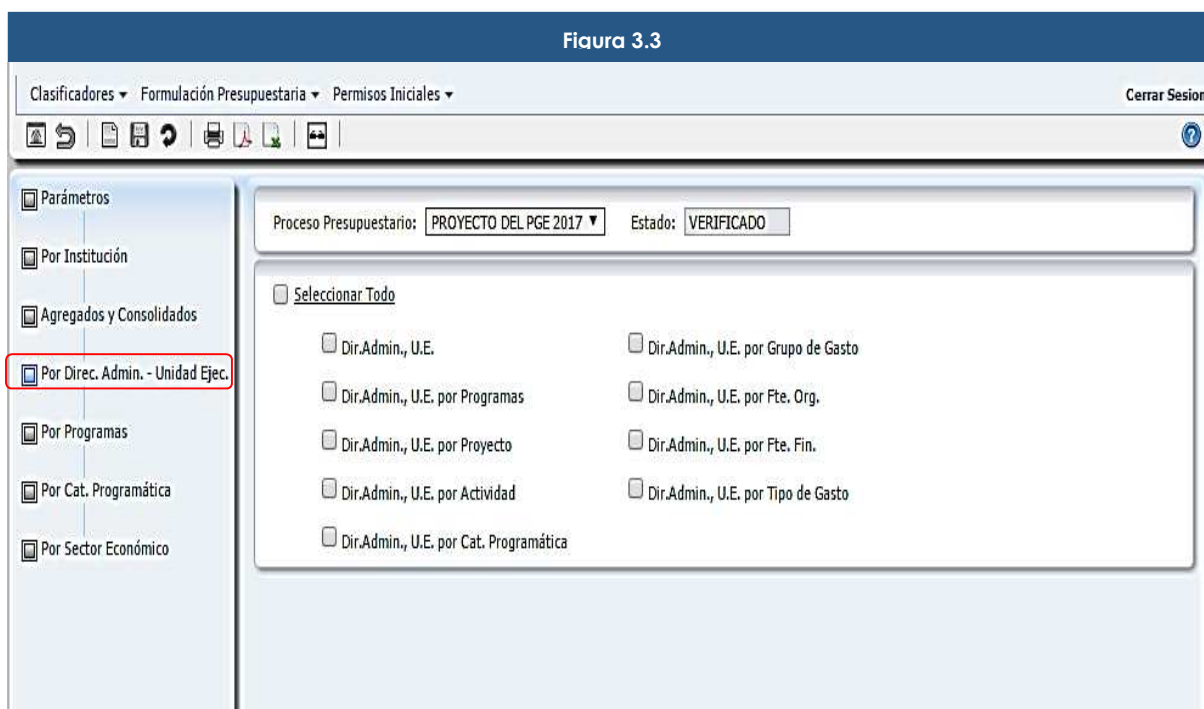 Figura 3.3
Clasificadores Formulación Presupuestaria Permisos Iniciales Cerrar Sesion
Parámetros
Por Institución
Agregados y Consolidados
Por Direc. Admin. - Unidad Ejec.
Por Programas
Por Cat. Programática
Por Sector Económico
Proceso Presupuestario: PROYECTO DEL PGE 2017 Estado: VERIFICADO
Seleccionar Todo
Dir.Admin., U.E. Dir.Admin., U.E. por Grupo de Gasto
Dir.Admin., U.E. por Programas Dir.Admin., U.E. por Fte. Org.
Dir.Admin., U.E. por Proyecto Dir.Admin., U.E. por Fte. Fin.
Dir.Admin., U.E. por Actividad Dir.Admin., U.E. por Tipo de Gasto
Dir.Admin., U.E. por Cat. Programática